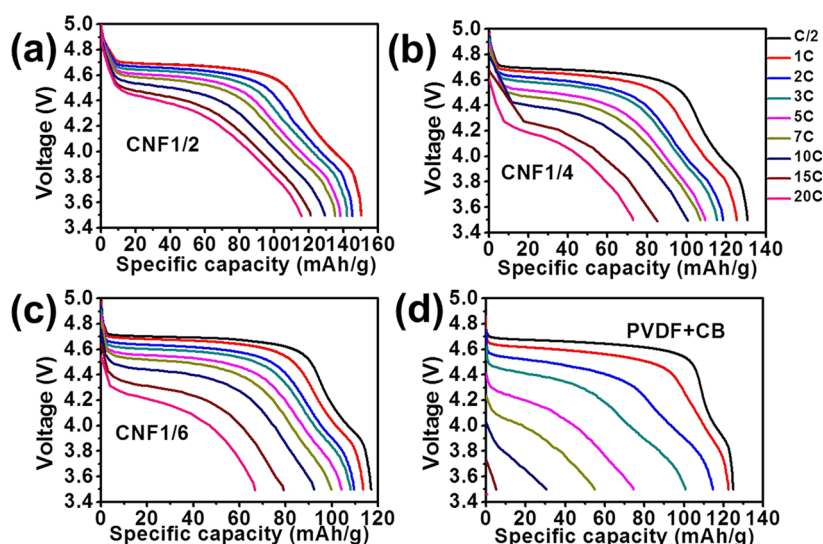 (a)
5.0
4.8
4.6
4.4
4.2
4.0
3.8
3.6
3.4
Voltage (V)
CNF1/2
0 20 40 60 80 100 120 140 160
Specific capacity (mAh/g)
(b)
5.0
4.8
4.6
4.4
4.2
4.0
3.8
3.6
3.4
Voltage (V)
CNF1/4
0 20 40 60 80 100 120 140
Specific capacity (mAh/g)
C/2
1C
2C
3C
5C
7C
10C
15C
20C
(c)
5.0
4.8
4.6
4.4
4.2
4.0
3.8
3.6
3.4
Voltage (V)
CNF1/6
0 20 40 60 80 100 120
Specific capacity (mAh/g)
(d)
5.0
4.8
4.6
4.4
4.2
4.0
3.8
3.6
3.4
Voltage (V)
PVDF+CB
0 20 40 60 80 100 120 140
Specific capacity (mAh/g)